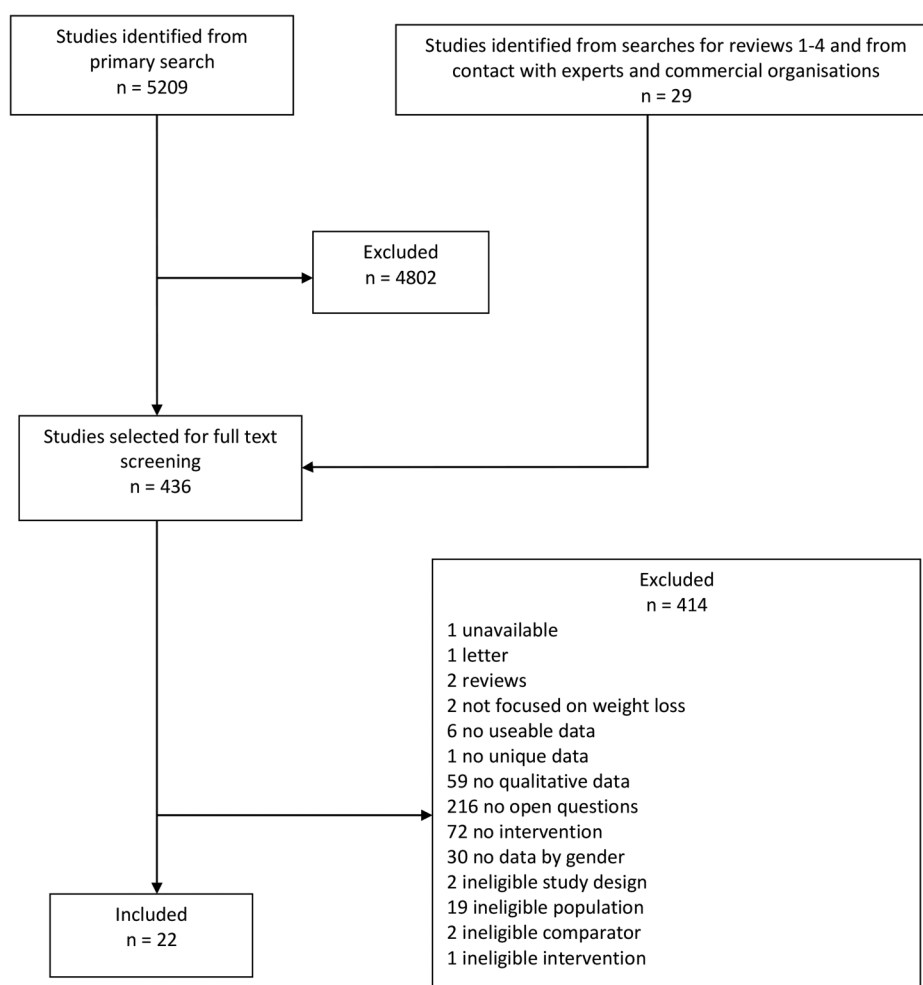 Studies identified from
primary search
n = 5209
Studies identified from searches for reviews 1-4 and from
contact with experts and commercial organisations
n = 29
Excluded
n = 4802
Studies selected for full text
screening
n = 436
Excluded
n = 414
1 unavailable
1 letter
2 reviews
2 not focused on weight loss
6 no useable data
1 no unique data
59 no qualitative data
216 no open questions
72 no intervention
30 no data by gender
2 ineligible study design
19 ineligible population
2 ineligible comparator
1 ineligible intervention
Included
n = 22